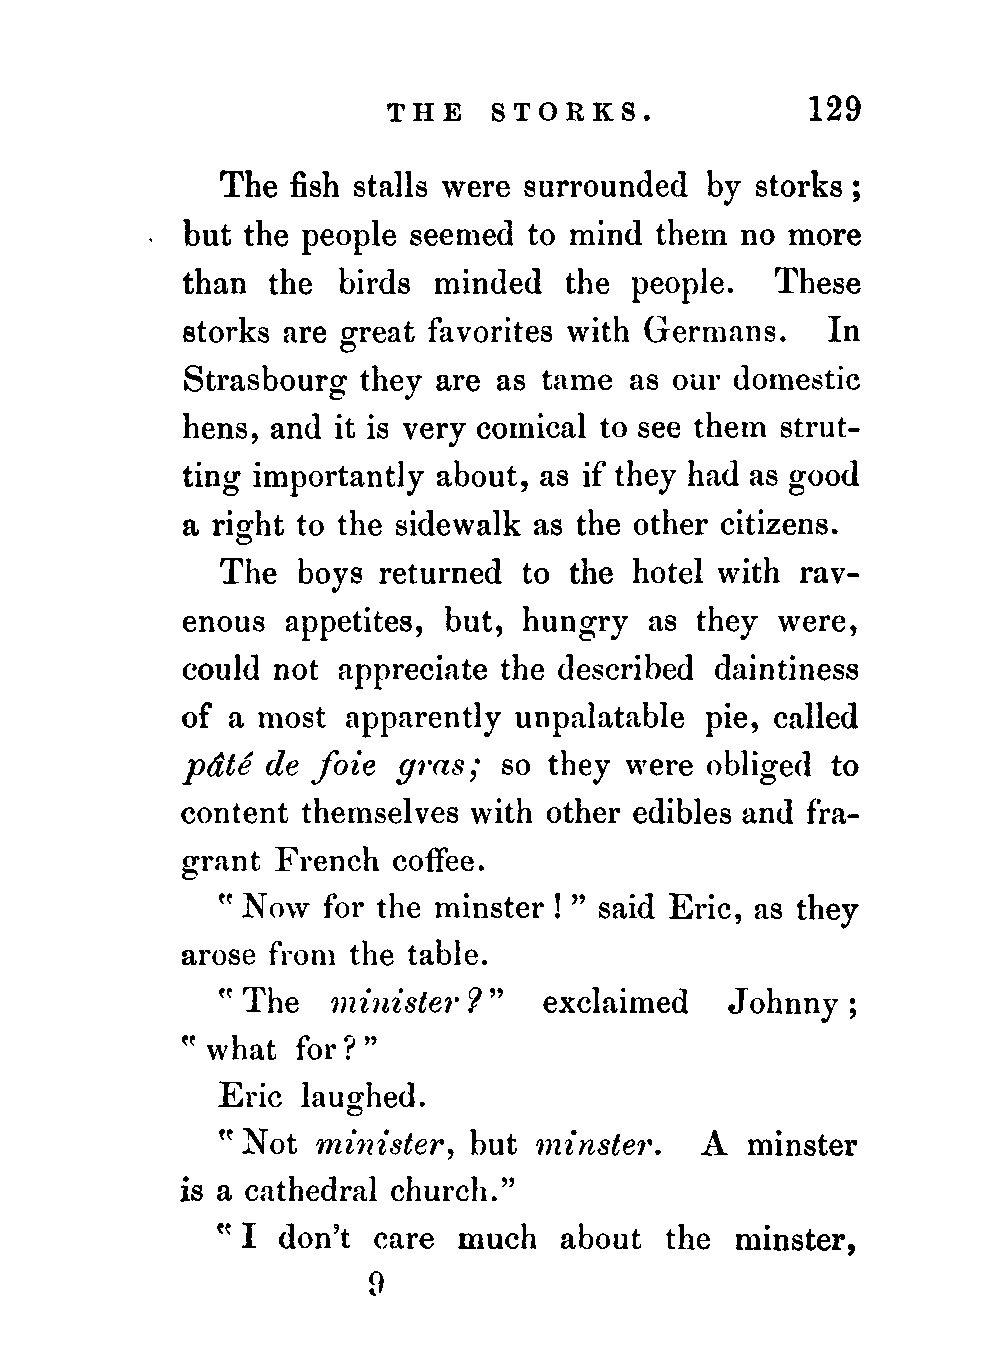 THE STORKS. 129
The fish stalls were surrounded by storks;
but the people seemed to mind them no more
than the birds minded the people. These
storks are great favorites with Germans. In
Strasbourg they are as tame as our domestic
hens, and it is very comical to see them strut-
ting importantly about, as if they had as good
a right to the sidewalk as the other citizens.
The boys returned to the hotel with rav-
enous appetites, but, hungry as they were,
could not appreciate the described daintiness
of a most apparently unpalatable pie, called
pâté de foie gras; so they were obliged to
content themselves with other edibles and fra-
grant French coffee.
"Now for the minster!" said Eric, as they
arose from the table.
"The minister?" exclaimed Johnny;
"what for?"
Eric laughed.
"Not minister, but minster. A minster
is a cathedral church."
"I don't care much about the minster,
9